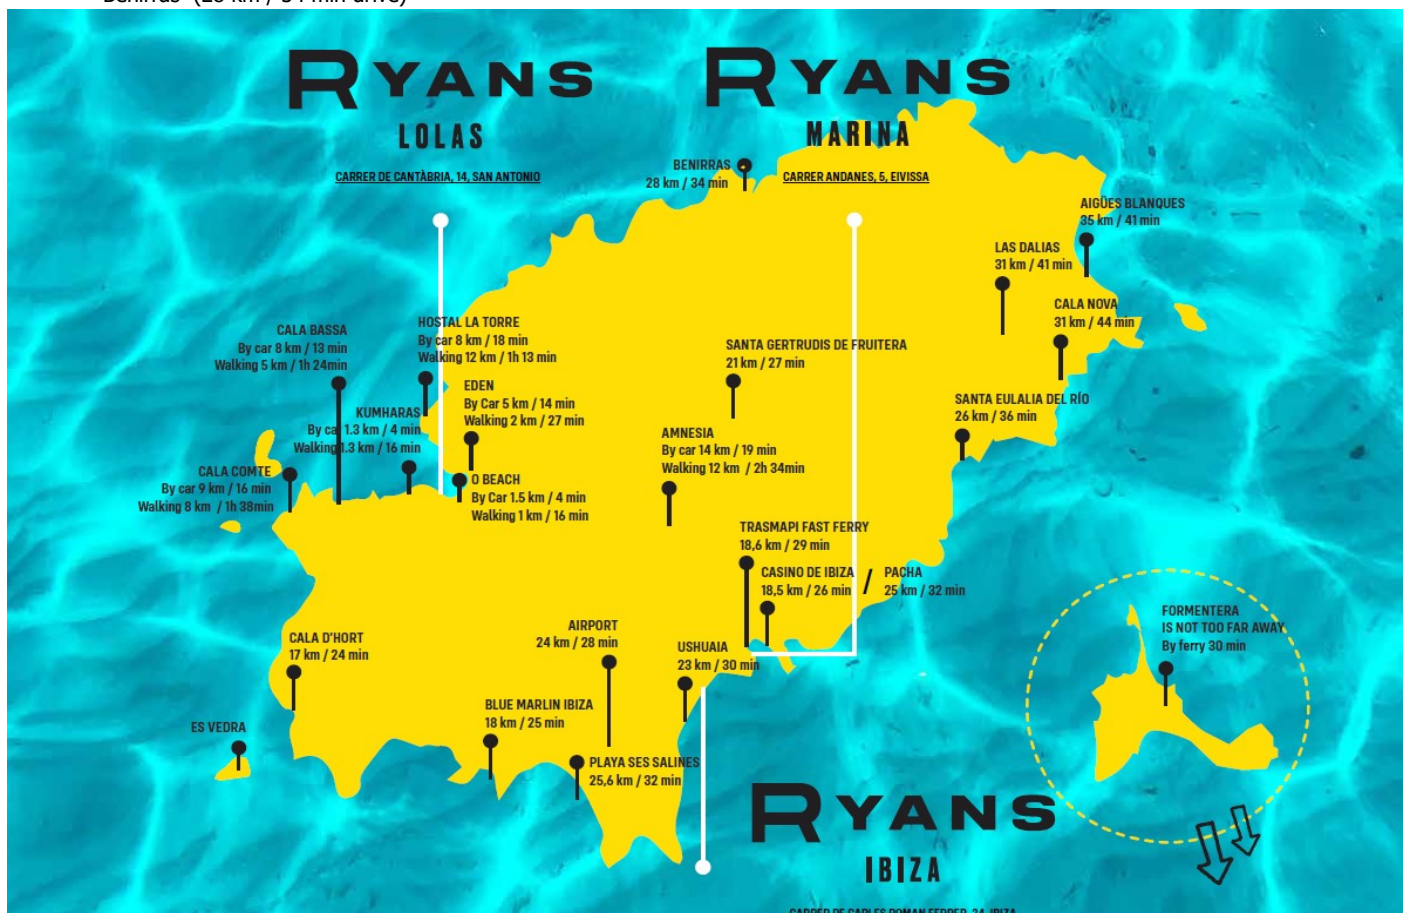 RYANS
LOLAS
CARRER DE CANTÀBRIA, 14, SAN ANTONIO
RYANS
MARINA
CARRER ANDANES, 5, EIVISSA
BENIRRAS
28 km / 34 min
AIGÜES BLANQUES
35 km / 41 min
LAS DALIAS
31 km / 41 min
CALA NOVA
31 km / 44 min
CALA BASSA
By car 8 km / 13 min
Walking 5 km / 1h 24min
HOSTAL LA TORRE
By car 8 km / 18 min
Walking 12 km / 1h 13 min
SANTA GERTRUDIS DE FRUITERA
21 km / 27 min
EDEN
By Car 5 km / 14 min
Walking 2 km / 27 min
SANTA EULALIA DEL RÍO
26 km / 36 min
KUMHARAS
By car 1.3 km / 4 min
Walking 1.3 km / 16 min
AMNESIA
By car 14 km / 19 min
Walking 12 km / 2h 34min
CALA COMTE
By car 9 km / 16 min
Walking 8 km / 1h 38min
O BEACH
By Car 1.5 km / 4 min
Walking 1 km / 16 min
TRASMAPI FAST FERRY
18,6 km / 29 min
CASINO DE IBIZA / PACHA
18,5 km / 26 min 25 km / 32 min
FORMENTERA
IS NOT TOO FAR AWAY
By ferry 30 min
AIRPORT
24 km / 28 min
CALA D'HORT
17 km / 24 min
USHUAIA
23 km / 30 min
BLUE MARLIN IBIZA
18 km / 25 min
ES VEDRA
PLAYA SES SALINES
25,6 km / 32 min
RYANS
IBIZA